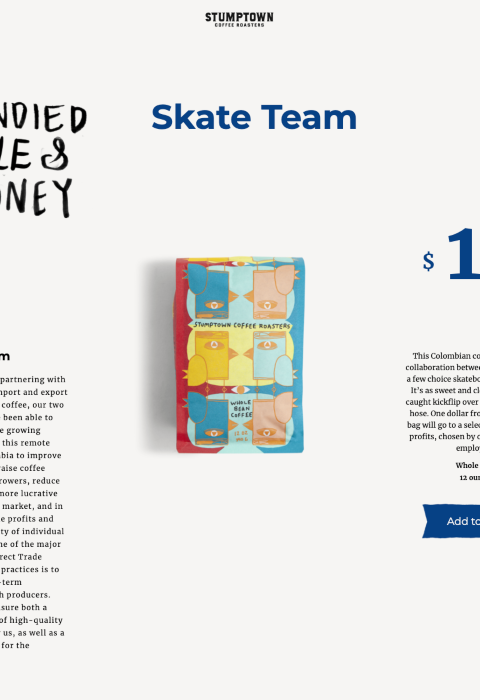 STUMPTOWN
COFFEE ROASTERS
NDIED
LE &
ONEY
Skate Team
$ 1
STUMPTOWN COFFEE ROASTERS
WHOLE
BEAN
COFFEE
12 OZ
m
partnering with
mport and export
coffee, our two
been able to
e growing
this remote
mbia to improve
raise coffee
rowers, reduce
more lucrative
market, and in
e profits and
ty of individual
ne of the major
rect Trade
practices is to
-term
h producers.
sure both a
of high-quality
us, as well as a
for the
This Colombian co
collaboration betwee
a few choice skatebo
It's as sweet and cl
caught kickflip over
hose. One dollar fro
bag will go to a selec
profits, chosen by o
employ
Whole
12 our
Add to